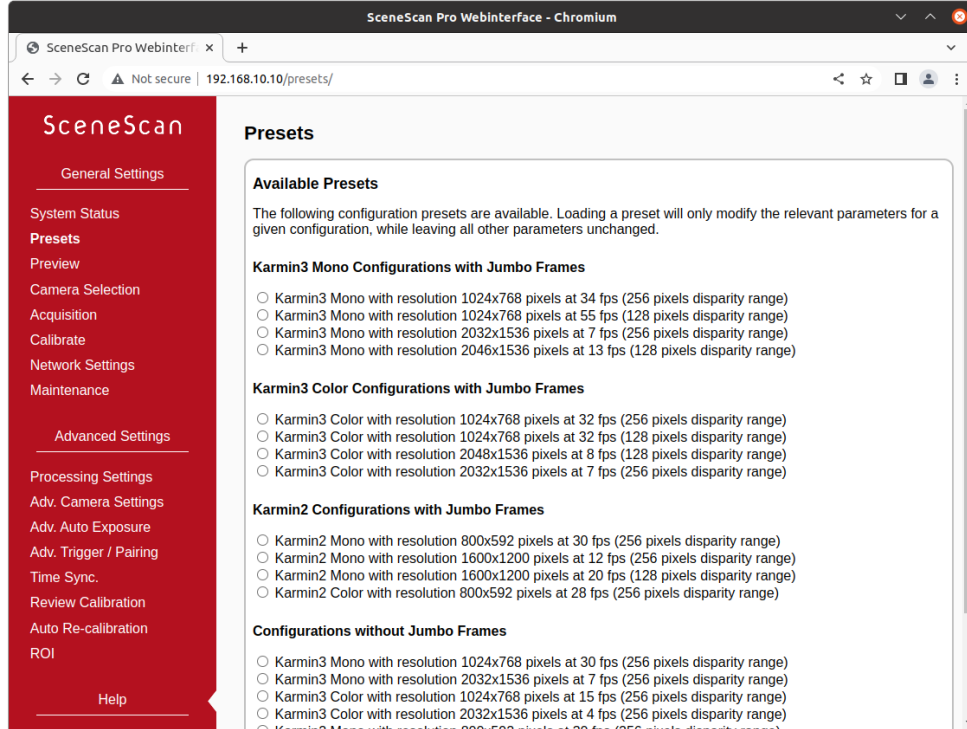 SceneScan Pro Webinterface - Chromium
SceneScan Pro Webinterf
Not secure
192.168.10.10/presets/
SceneScan
General Settings
System Status
Presets
Preview
Camera Selection
Acquisition
Calibrate
Network Settings
Maintenance
Advanced Settings
Processing Settings
Adv. Camera Settings
Adv. Auto Exposure
Adv. Trigger / Pairing
Time Sync.
Review Calibration
Auto Re-calibration
ROI
Help
Presets
Available Presets
The following configuration presets are available. Loading a preset will only modify the relevant parameters for a
given configuration, while leaving all other parameters unchanged.
Karmin3 Mono Configurations with Jumbo Frames
Karmin3 Mono with resolution 1024x768 pixels at 34 fps (256 pixels disparity range)
Karmin3 Mono with resolution 1024x768 pixels at 55 fps (128 pixels disparity range)
Karmin3 Mono with resolution 2032x1536 pixels at 7 fps (256 pixels disparity range)
Karmin3 Mono with resolution 2046x1536 pixels at 13 fps (128 pixels disparity range)
Karmin3 Color Configurations with Jumbo Frames
Karmin3 Color with resolution 1024x768 pixels at 32 fps (256 pixels disparity range)
Karmin3 Color with resolution 1024x768 pixels at 32 fps (128 pixels disparity range)
Karmin3 Color with resolution 2048x1536 pixels at 8 fps (128 pixels disparity range)
Karmin3 Color with resolution 2032x1536 pixels at 7 fps (256 pixels disparity range)
Karmin2 Configurations with Jumbo Frames
Karmin2 Mono with resolution 800x592 pixels at 30 fps (256 pixels disparity range)
Karmin2 Mono with resolution 1600x1200 pixels at 12 fps (256 pixels disparity range)
Karmin2 Mono with resolution 1600x1200 pixels at 20 fps (128 pixels disparity range)
Karmin2 Color with resolution 800x592 pixels at 28 fps (256 pixels disparity range)
Configurations without Jumbo Frames
Karmin3 Mono with resolution 1024x768 pixels at 30 fps (256 pixels disparity range)
Karmin3 Mono with resolution 2032x1536 pixels at 7 fps (256 pixels disparity range)
Karmin3 Color with resolution 1024x768 pixels at 15 fps (256 pixels disparity range)
Karmin3 Color with resolution 2032x1536 pixels at 4 fps (256 pixels disparity range)